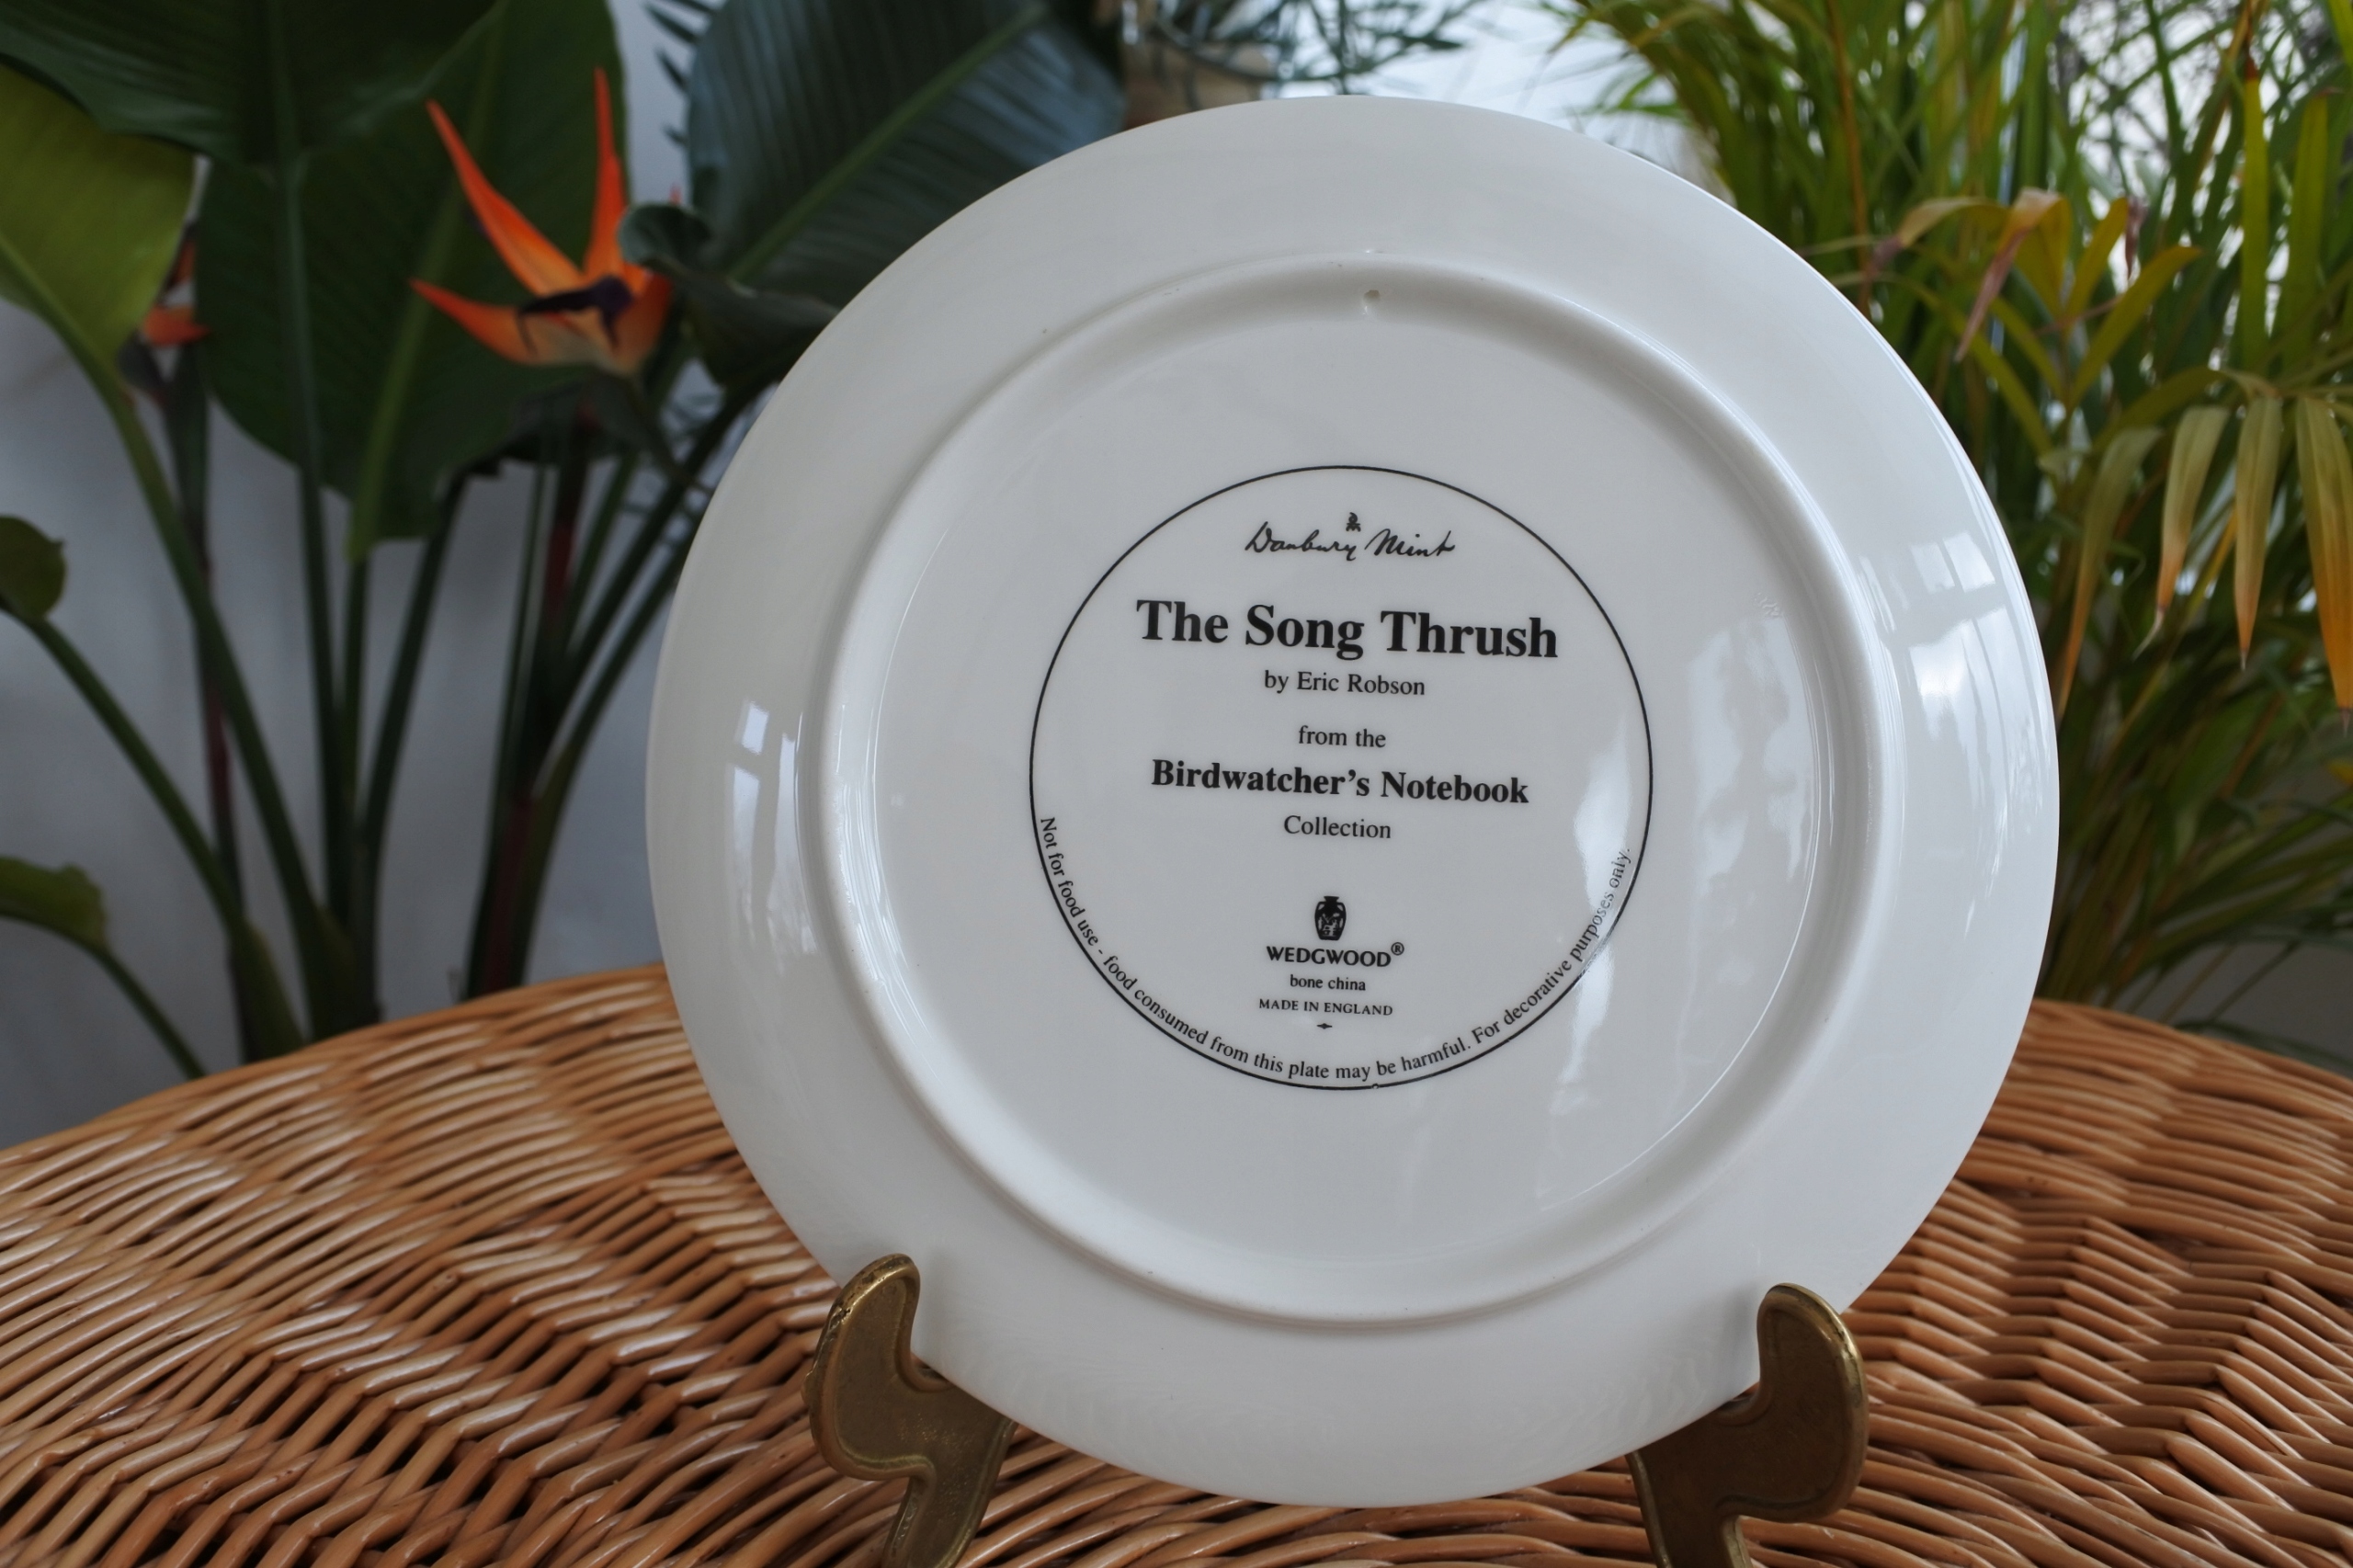 Danbury Mint
The Song Thrush
by Eric Robson
from the
Birdwatcher's Notebook
Collection
WEDGWOOD®
bone china
MADE IN ENGLAND
Not for food use - food consumed from this plate may be harmful. For decorative purposes only.